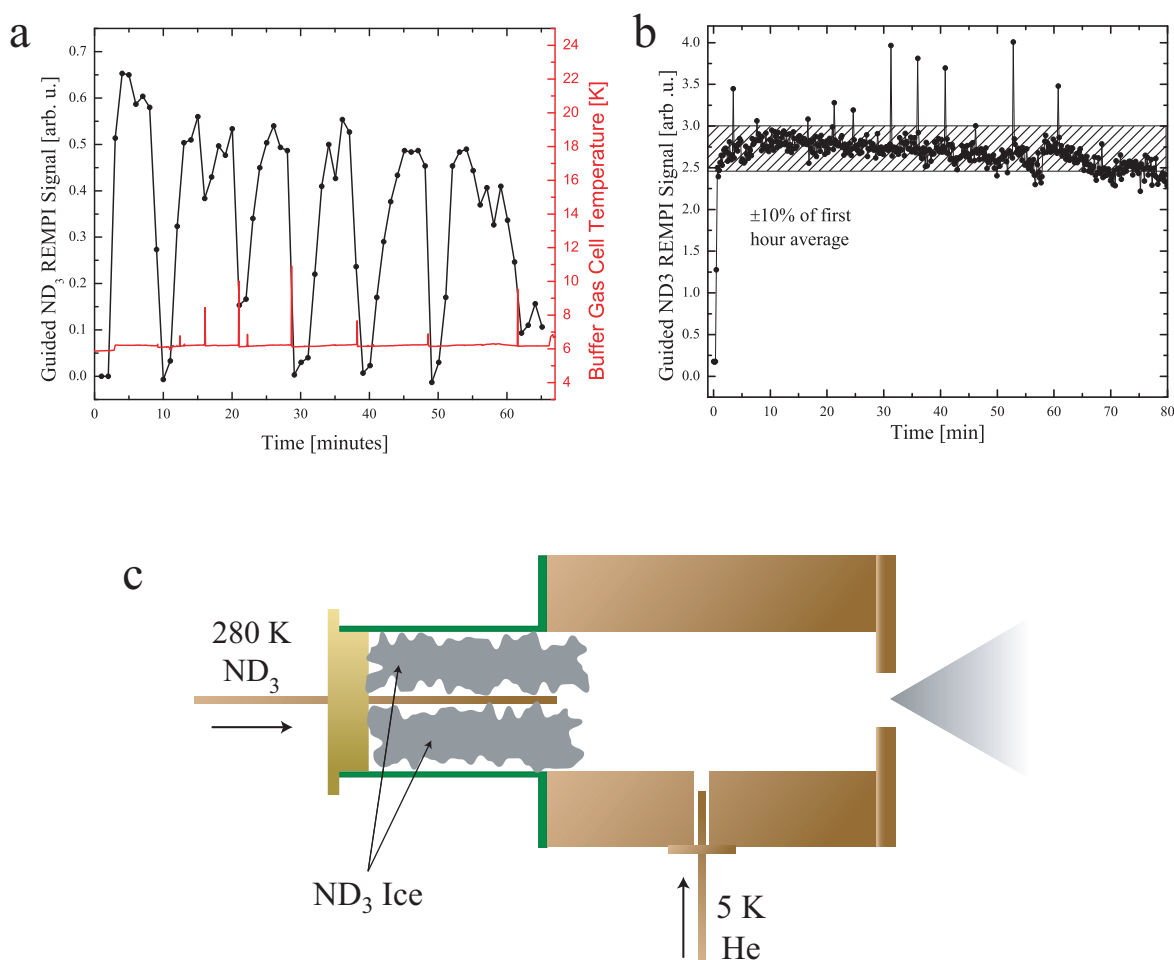 a
Guided ND3 REMPI Signal [arb. u.]
0.7
0.6
0.5
0.4
0.3
0.2
0.1
0.0
0
10
20
30
40
50
60
Time [minutes]
24
22
20
18
16
14
12
10
8
6
4
Buffer Gas Cell Temperature [K]
b
Guided ND3 REMPI Signal [arb .u.]
4.0
3.5
3.0
2.5
2.0
1.5
1.0
0.5
0.0
±10% of first
hour average
0
10
20
30
40
50
60
70
80
Time [min]
c
280 K
ND3
ND3 Ice
5 K
He